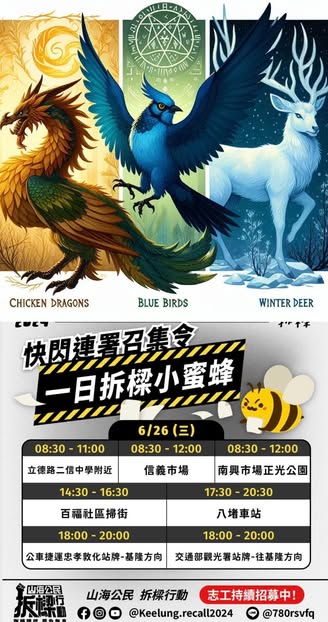 CHICKEN DRAGONS
BLUE BIRDS
WINTER DEER
2024
快閃連署召集令
一日拆樑小蜜蜂
6/26 (三)
08:30 - 11:00
08:30 - 12:00
08:30 - 12:00
立德路二信中學附近
信義市場
南興市場正光公園
14:30 - 16:30
17:30 - 20:30
百福社區掃街
八堵車站
18:00 - 20:00
18:00 - 20:00
公車捷運忠孝敦化站牌-基隆方向
交通部觀光署站牌-往基隆方向
山海公民
拆樑行動
山海公民 拆樑行動
志工持續招募中!
@Keelung.recall2024
@780rsvfq